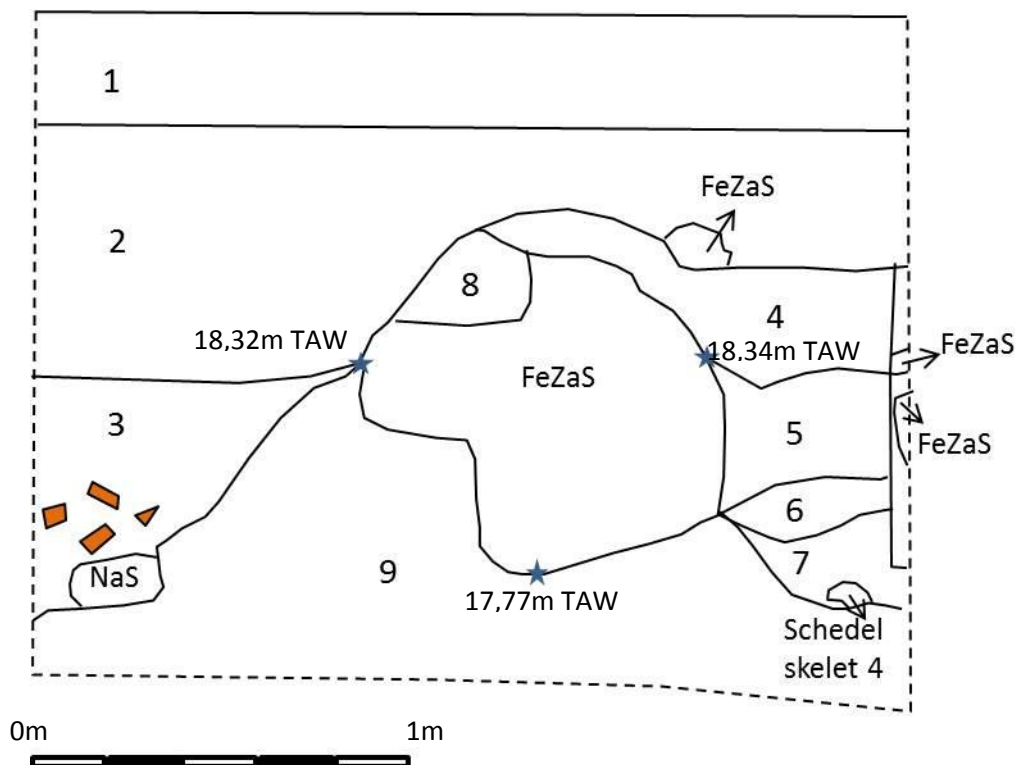 1
FeZaS
2
8
4
18,32m TAW
18,34m TAW
FeZaS
FeZaS
3
5
FeZaS
6
NaS
9
7
17,77m TAW
Schedel
skelet 4
0m
1m